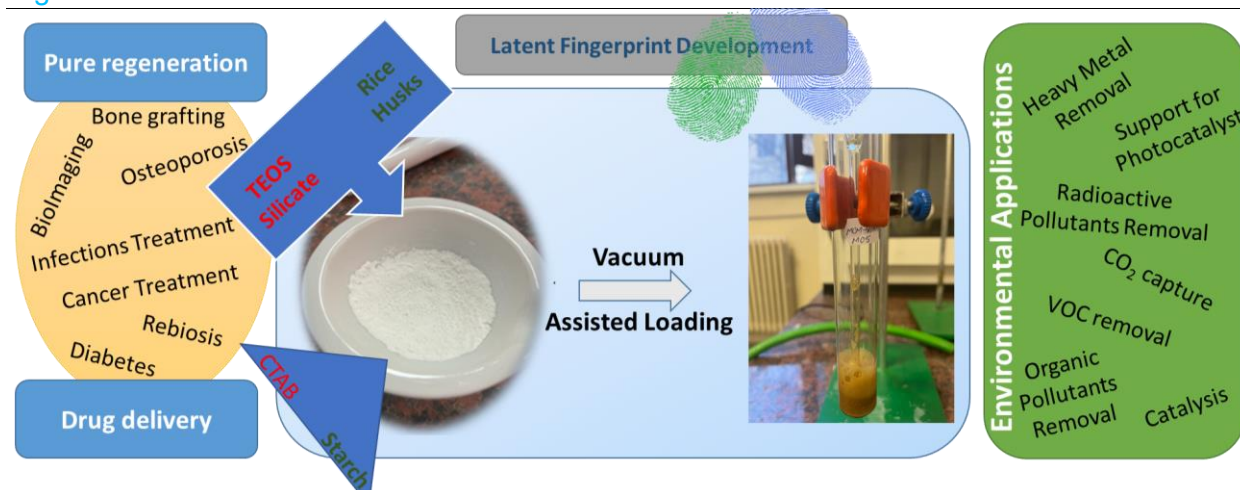 Pure regeneration
Bone grafting
Osteoporosis
BioImaging
Infections Treatment
Cancer Treatment
Rebiosis
Diabetes
Drug delivery
Rice
Husks
TEOS
Silicate
CTAB
Starch
Latent Fingerprint Development
Vacuum
Assisted Loading
MOS
Environmental Applications
Heavy Metal
Removal
Support for
Photocatalyst
Radioactive
Pollutants Removal
CO₂ capture
VOC removal
Organic
Pollutants
Removal
Catalysis